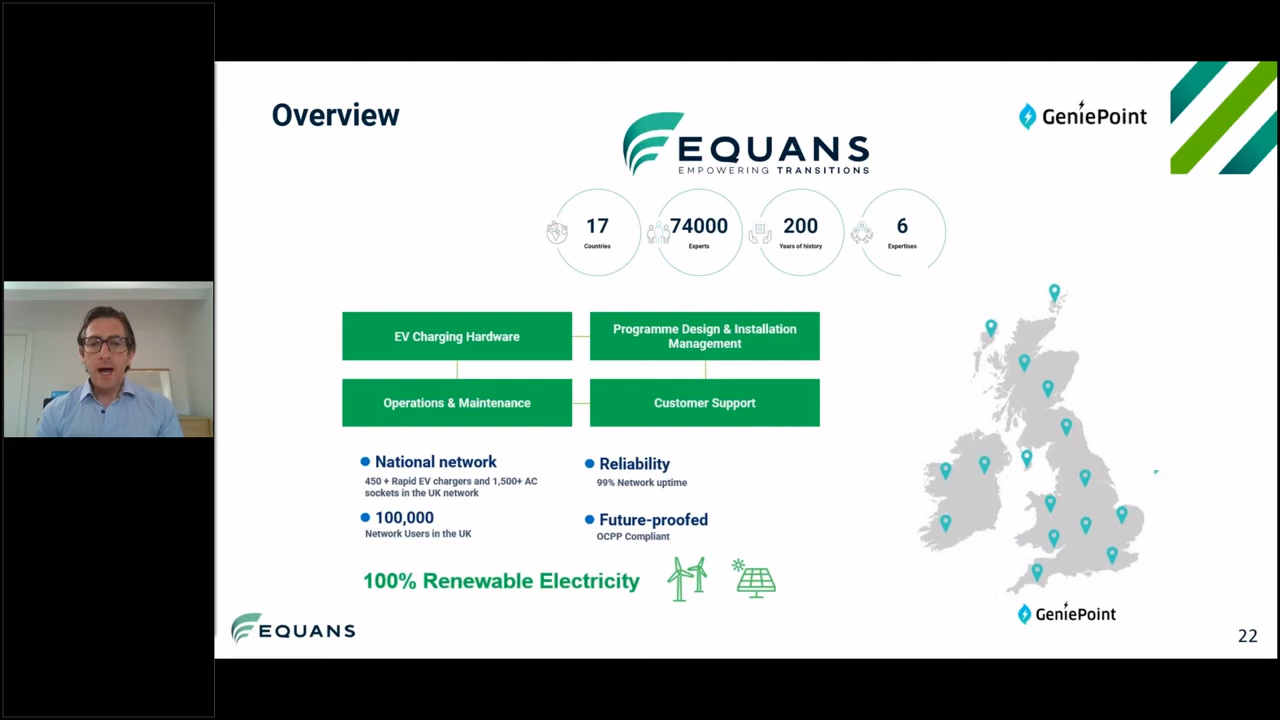 Overview
GeniePoint
EQUANS
EMPOWERING TRANSITIONS
17
Countries
74000
Experts
200
Years of history
6
Expertises
EV Charging Hardware
Programme Design & Installation
Management
Operations & Maintenance
Customer Support
National network
450 + Rapid EV chargers and 1,500+ AC
sockets in the UK network
Reliability
99% Network uptime
100,000
Network Users in the UK
Future-proofed
OCPP Compliant
100% Renewable Electricity
GeniePoint
EQUANS
22